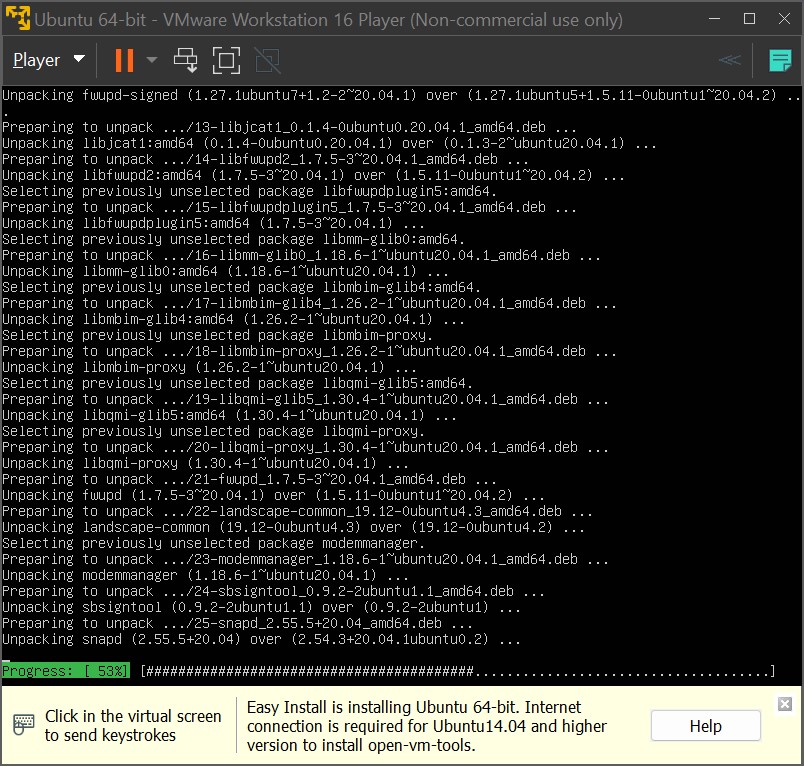 Ubuntu 64-bit - VMware Workstation 16 Player (Non-commercial use only)
Player
Unpacking fwupd-signed (1.27.1ubuntu7+1.2-2~20.04.1) over (1.27.1ubuntu5+1.5.11-0ubuntu1~20.04.2) ..
.
Preparing to unpack .../13-libjcat1_0.1.4-0ubuntu0.20.04.1_amd64.deb ...
Unpacking libjcat1:amd64 (0.1.4-0ubuntu0.20.04.1) over (0.1.3-2~ubuntu20.04.1) ...
Preparing to unpack .../14-libfwupd2_1.7.5-3~20.04.1_amd64.deb ...
Unpacking libfwupd2:amd64 (1.7.5-3~20.04.1) over (1.5.11-0ubuntu1~20.04.2) ...
Selecting previously unselected package libfwupdplugin5:amd64.
Preparing to unpack .../15-libfwupdplugin5_1.7.5-3~20.04.1_amd64.deb ...
Unpacking libfwupdplugin5:amd64 (1.7.5-3~20.04.1) ...
Selecting previously unselected package libmm-glib0:amd64.
Preparing to unpack .../16-libmm-glib0_1.18.6-1~ubuntu20.04.1_amd64.deb ...
Unpacking libmm-glib0:amd64 (1.18.6-1~ubuntu20.04.1) ...
Selecting previously unselected package libmbim-glib4:amd64.
Preparing to unpack .../17-libmbim-glib4_1.26.2-1~ubuntu20.04.1_amd64.deb ...
Unpacking libmbim-glib4:amd64 (1.26.2-1~ubuntu20.04.1) ...
Selecting previously unselected package libmbim-proxy.
Preparing to unpack .../18-libmbim-proxy_1.26.2-1~ubuntu20.04.1_amd64.deb ...
Unpacking libmbim-proxy (1.26.2-1~ubuntu20.04.1) ...
Selecting previously unselected package libqmi-glib5:amd64.
Preparing to unpack .../19-libqmi-glib5_1.30.4-1~ubuntu20.04.1_amd64.deb ...
Unpacking libqmi-glib5:amd64 (1.30.4-1~ubuntu20.04.1) ...
Selecting previously unselected package libqmi-proxy.
Preparing to unpack .../20-libqmi-proxy_1.30.4-1~ubuntu20.04.1_amd64.deb ...
Unpacking libqmi-proxy (1.30.4-1~ubuntu20.04.1) ...
Preparing to unpack .../21-fwupd_1.7.5-3~20.04.1_amd64.deb ...
Unpacking fwupd (1.7.5-3~20.04.1) over (1.5.11-0ubuntu1~20.04.2) ...
Preparing to unpack .../22-landscape-common_19.12-0ubuntu4.3_amd64.deb ...
Unpacking landscape-common (19.12-0ubuntu4.3) over (19.12-0ubuntu4.2) ...
Selecting previously unselected package modemmanager.
Preparing to unpack .../23-modemmanager_1.18.6-1~ubuntu20.04.1_amd64.deb ...
Unpacking modemmanager (1.18.6-1~ubuntu20.04.1) ...
Preparing to unpack .../24-sbsigntool_0.9.2-2ubuntu1.1_amd64.deb ...
Unpacking sbsigntool (0.9.2-2ubuntu1.1) over (0.9.2-2ubuntu1) ...
Preparing to unpack .../25-snapd_2.55.5+20.04_amd64.deb ...
Unpacking snapd (2.55.5+20.04) over (2.54.3+20.04.1ubuntu0.2) ...
Progress: [ 53%] [#########################################.....................................]
Click in the virtual screen
to send keystrokes
Easy Install is installing Ubuntu 64-bit. Internet
connection is required for Ubuntu14.04 and higher
version to install open-vm-tools.
Help